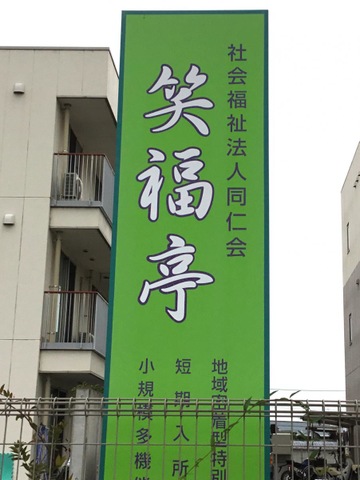 社会福祉法人同仁会
笑福亭
地域密着型特別
短期入所
小規模多機能